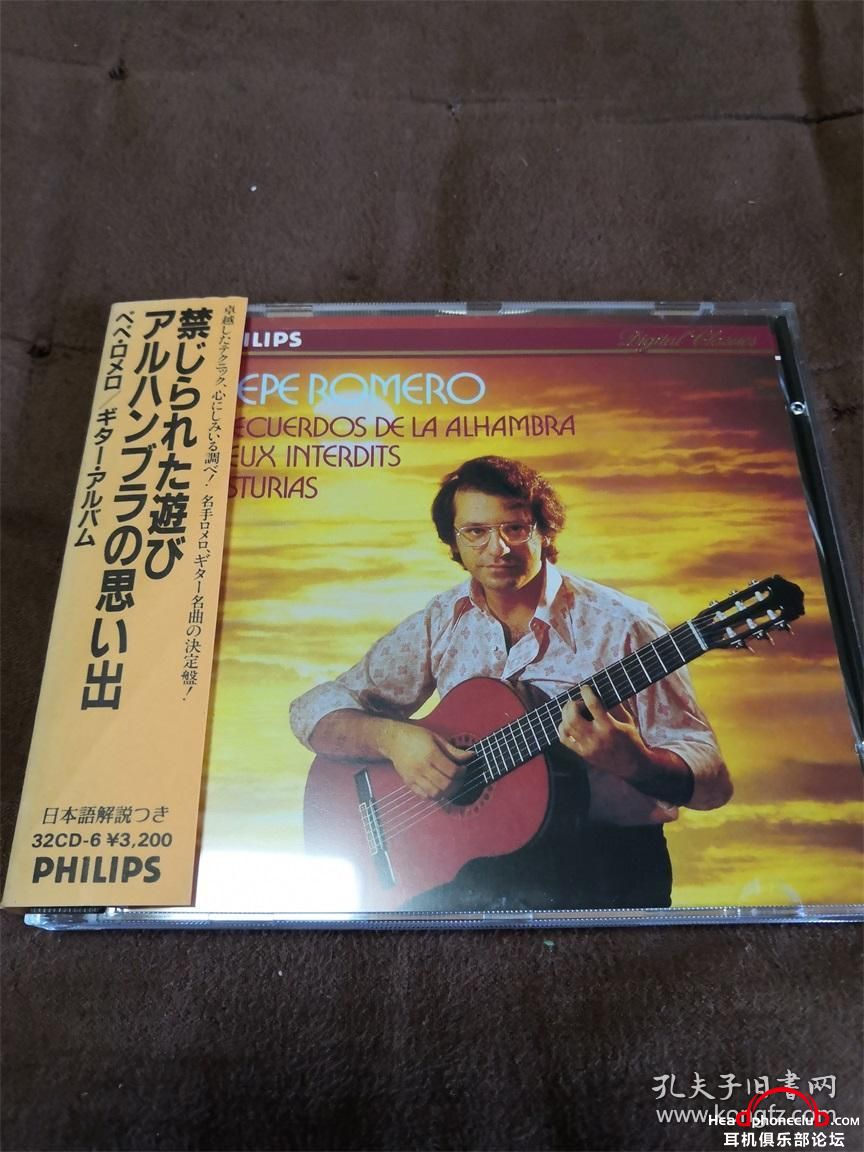 卓越したテクニック、心にしみいる調べ! 名手ロメロ、ギター名曲の決定盤!
禁じられた遊び
アルハンブラの思い出
ペペ・ロメロ/ギター・アルバム
日本語解説つき
32CD-6 ¥3,200
PHILIPS
ILIPS
Digital Classics
EPE ROMERO
ECUERDOS DE LA ALHAMBRA
EUX INTERDITS
STURIAS
孔夫子旧书网
www.kongfz.com
Headphoneclub.com
耳机俱乐部论坛